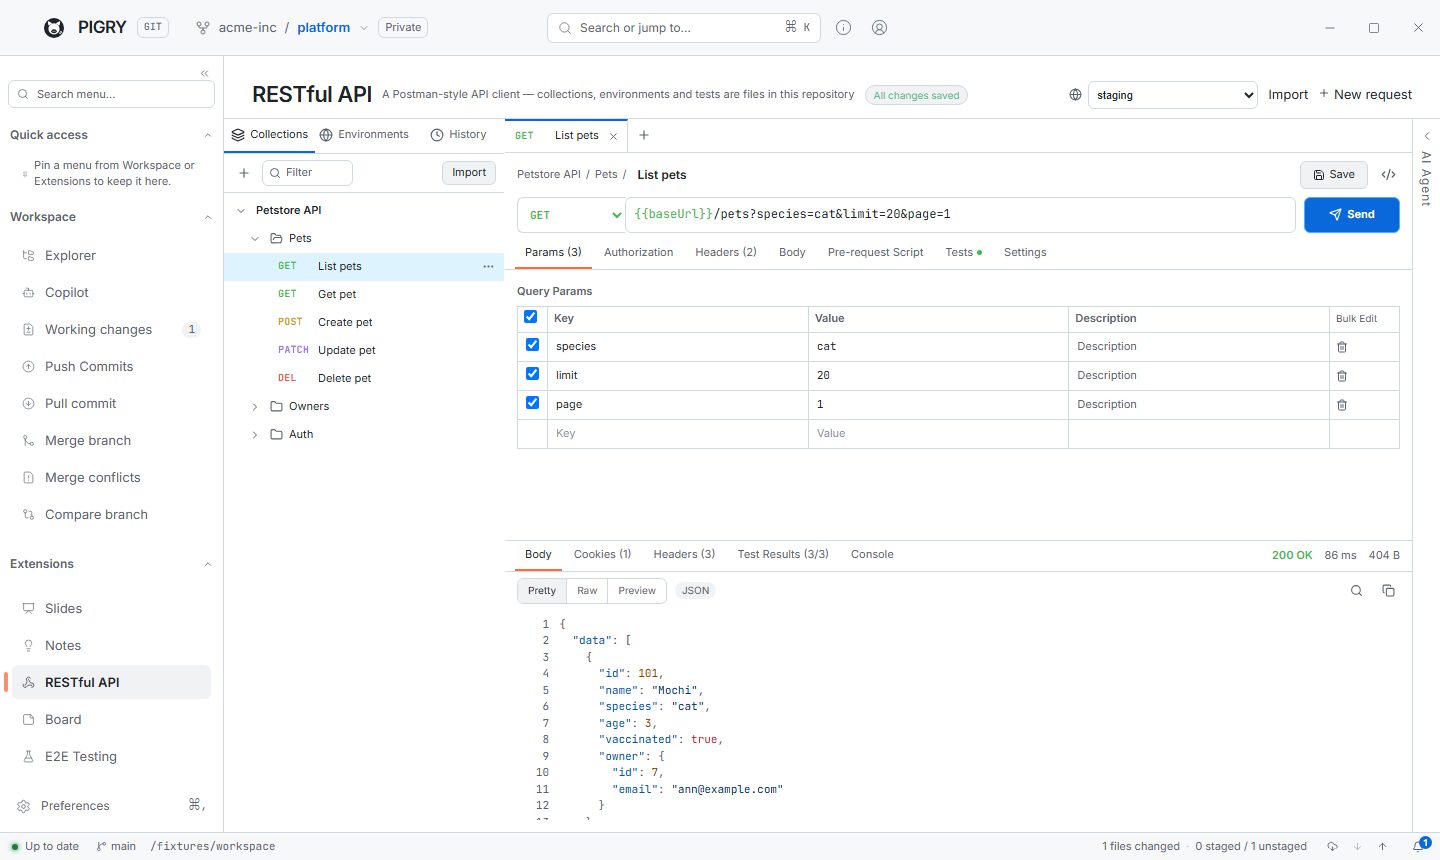 PIGRY GIT acme-inc / platform Private
Search or jump to... ⌘ K
Search menu...
Quick access
Pin a menu from Workspace or
Extensions to keep it here.
Workspace
Explorer
Copilot
Working changes 1
Push Commits
Pull commit
Merge branch
Merge conflicts
Compare branch
Extensions
Slides
Notes
RESTful API
Board
E2E Testing
Preferences ⌘,
RESTful API A Postman-style API client — collections, environments and tests are files in this repository All changes saved
staging Import + New request
Collections Environments History
+ Filter Import
Petstore API
Pets
GET List pets ···
GET Get pet
POST Create pet
PATCH Update pet
DEL Delete pet
Owners
Auth
GET List pets × +
Petstore API / Pets / List pets
Save </>
GET {{baseUrl}}/pets?species=cat&limit=20&page=1 Send
Params (3) Authorization Headers (2) Body Pre-request Script Tests Settings
Query Params
Key Value Description Bulk Edit
species cat Description
limit 20 Description
page 1 Description
Key Value
Body Cookies (1) Headers (3) Test Results (3/3) Console 200 OK 86 ms 404 B
Pretty Raw Preview JSON
1 {
2 "data": [
3 {
4 "id": 101,
5 "name": "Mochi",
6 "species": "cat",
7 "age": 3,
8 "vaccinated": true,
9 "owner": {
10 "id": 7,
11 "email": "ann@example.com"
12 }
AI Agent
Up to date main /fixtures/workspace
1 files changed · 0 staged / 1 unstaged 1